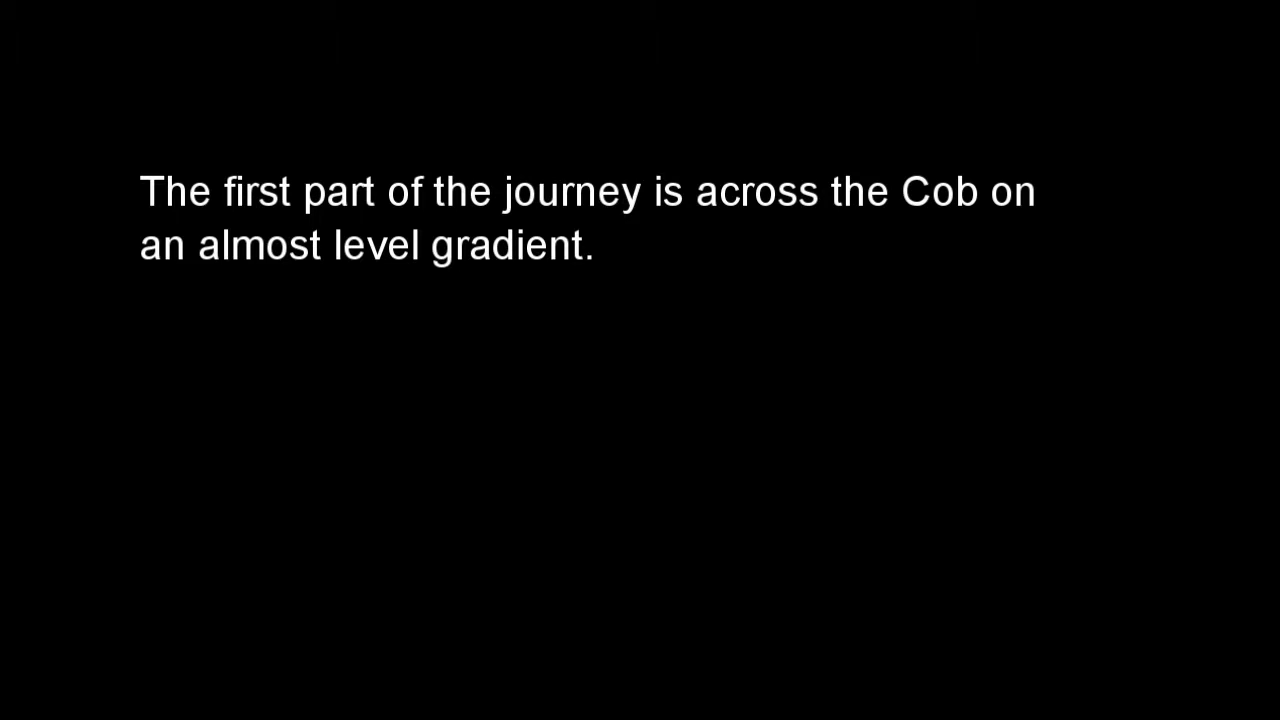 The first part of the journey is across the Cob on
an almost level gradient.